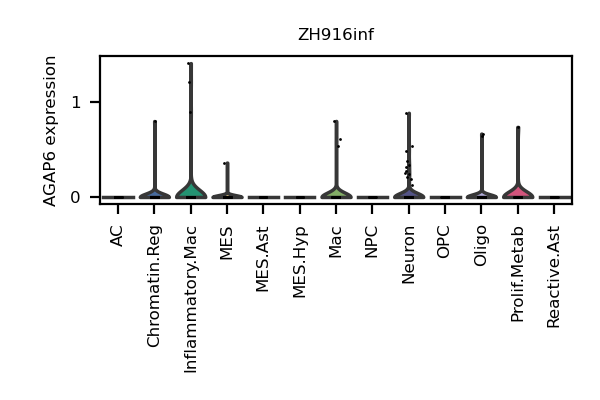 ZH916inf
AGAP6 expression
1
0
AC
Chromatin.Reg
Inflammatory.Mac
MES
MES.Ast
MES.Hyp
Mac
NPC
Neuron
OPC
Oligo
Prolif.Metab
Reactive.Ast